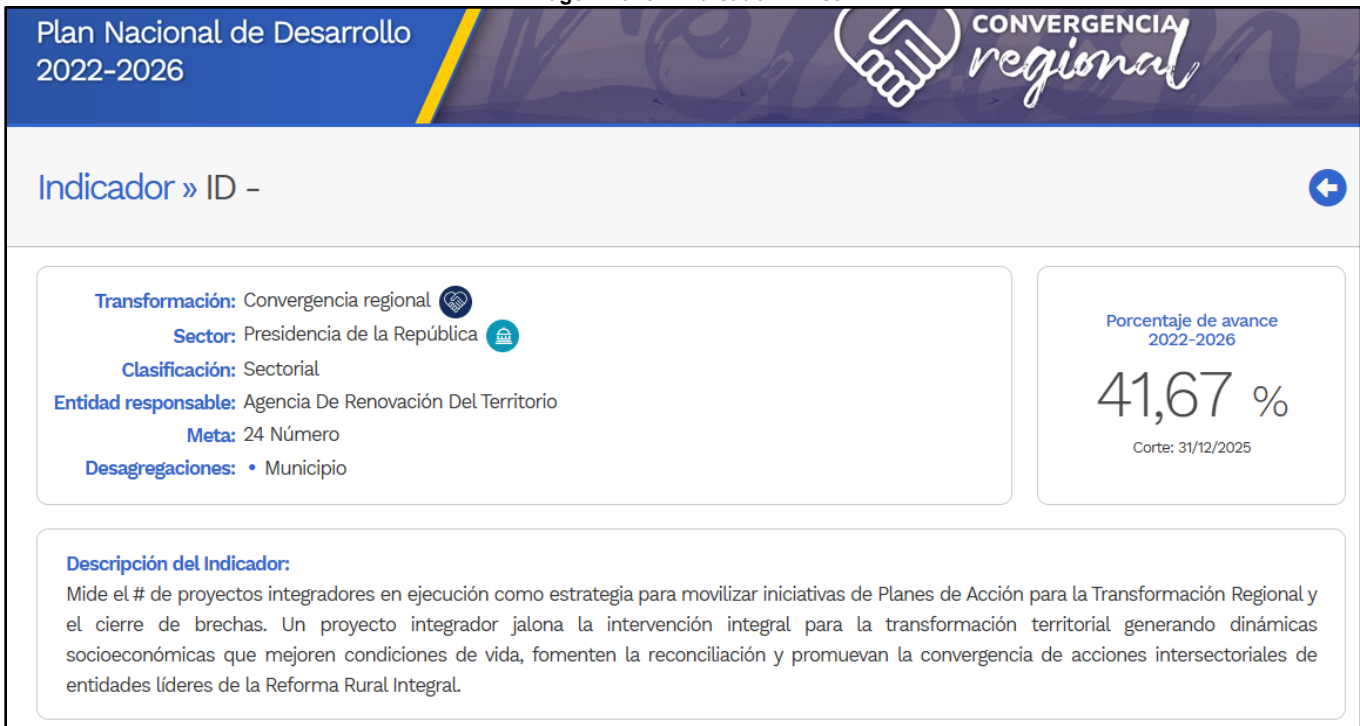 Plan Nacional de Desarrollo
2022-2026
CONVERGENCIA
regional
Indicador » ID -
Transformación: Convergencia regional
Sector: Presidencia de la República
Clasificación: Sectorial
Entidad responsable: Agencia De Renovación Del Territorio
Meta: 24 Número
Desagregaciones: • Municipio
Porcentaje de avance
2022-2026
41,67 %
Corte: 31/12/2025
Descripción del Indicador:
Mide el # de proyectos integradores en ejecución como estrategia para movilizar iniciativas de Planes de Acción para la Transformación Regional y
el cierre de brechas. Un proyecto integrador jalona la intervención integral para la transformación territorial generando dinámicas
socioeconómicas que mejoren condiciones de vida, fomenten la reconciliación y promuevan la convergencia de acciones intersectoriales de
entidades líderes de la Reforma Rural Integral.